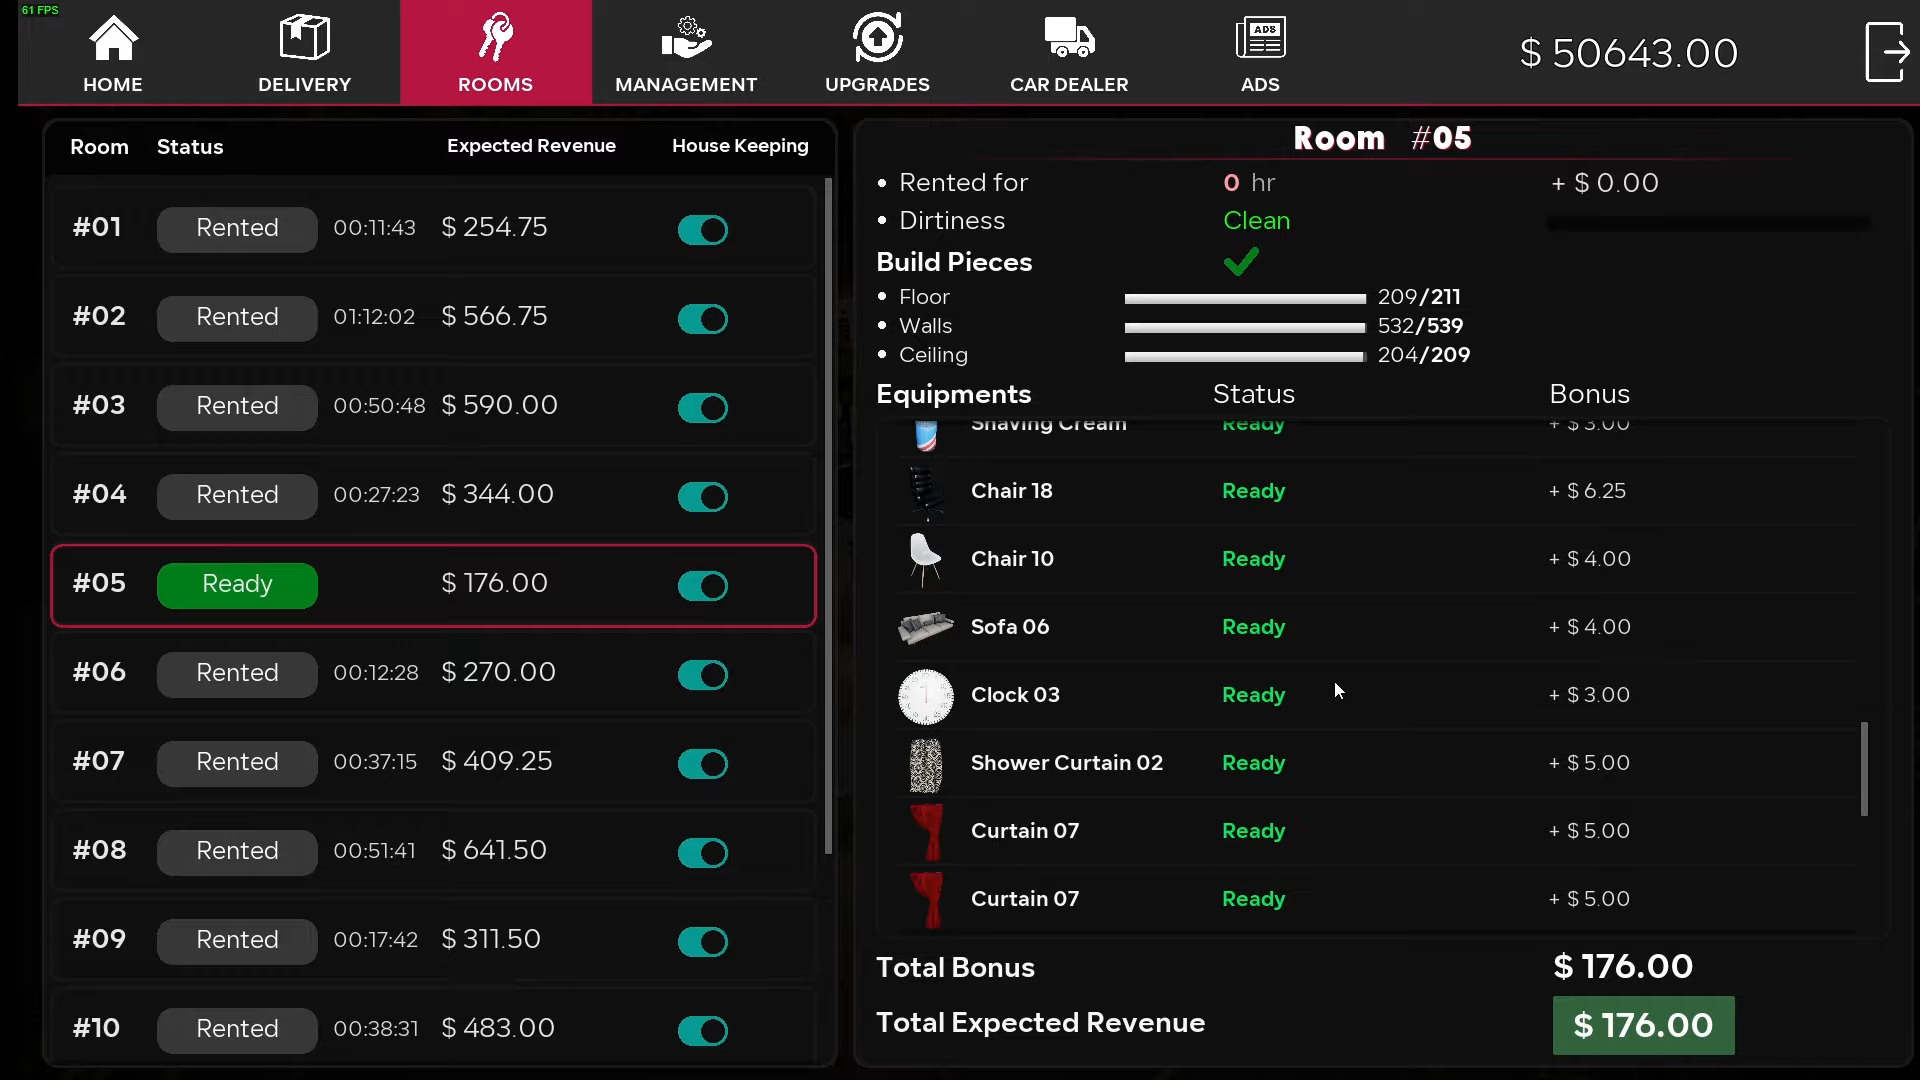 61 FPS
HOME
DELIVERY
ROOMS
MANAGEMENT
UPGRADES
CAR DEALER
ADS
ADS
$ 50643.00
Room Status Expected Revenue House Keeping
#01 Rented 00:11:43 $ 254.75
#02 Rented 01:12:02 $ 566.75
#03 Rented 00:50:48 $ 590.00
#04 Rented 00:27:23 $ 344.00
#05 Ready $ 176.00
#06 Rented 00:12:28 $ 270.00
#07 Rented 00:37:15 $ 409.25
#08 Rented 00:51:41 $ 641.50
#09 Rented 00:17:42 $ 311.50
#10 Rented 00:38:31 $ 483.00
Room #05
• Rented for 0 hr + $ 0.00
• Dirtiness Clean
Build Pieces
• Floor 209/211
• Walls 532/539
• Ceiling 204/209
Equipments Status Bonus
Shaving Cream Ready + $ 3.00
Chair 18 Ready + $ 6.25
Chair 10 Ready + $ 4.00
Sofa 06 Ready + $ 4.00
Clock 03 Ready + $ 3.00
Shower Curtain 02 Ready + $ 5.00
Curtain 07 Ready + $ 5.00
Curtain 07 Ready + $ 5.00
Total Bonus $ 176.00
Total Expected Revenue $ 176.00